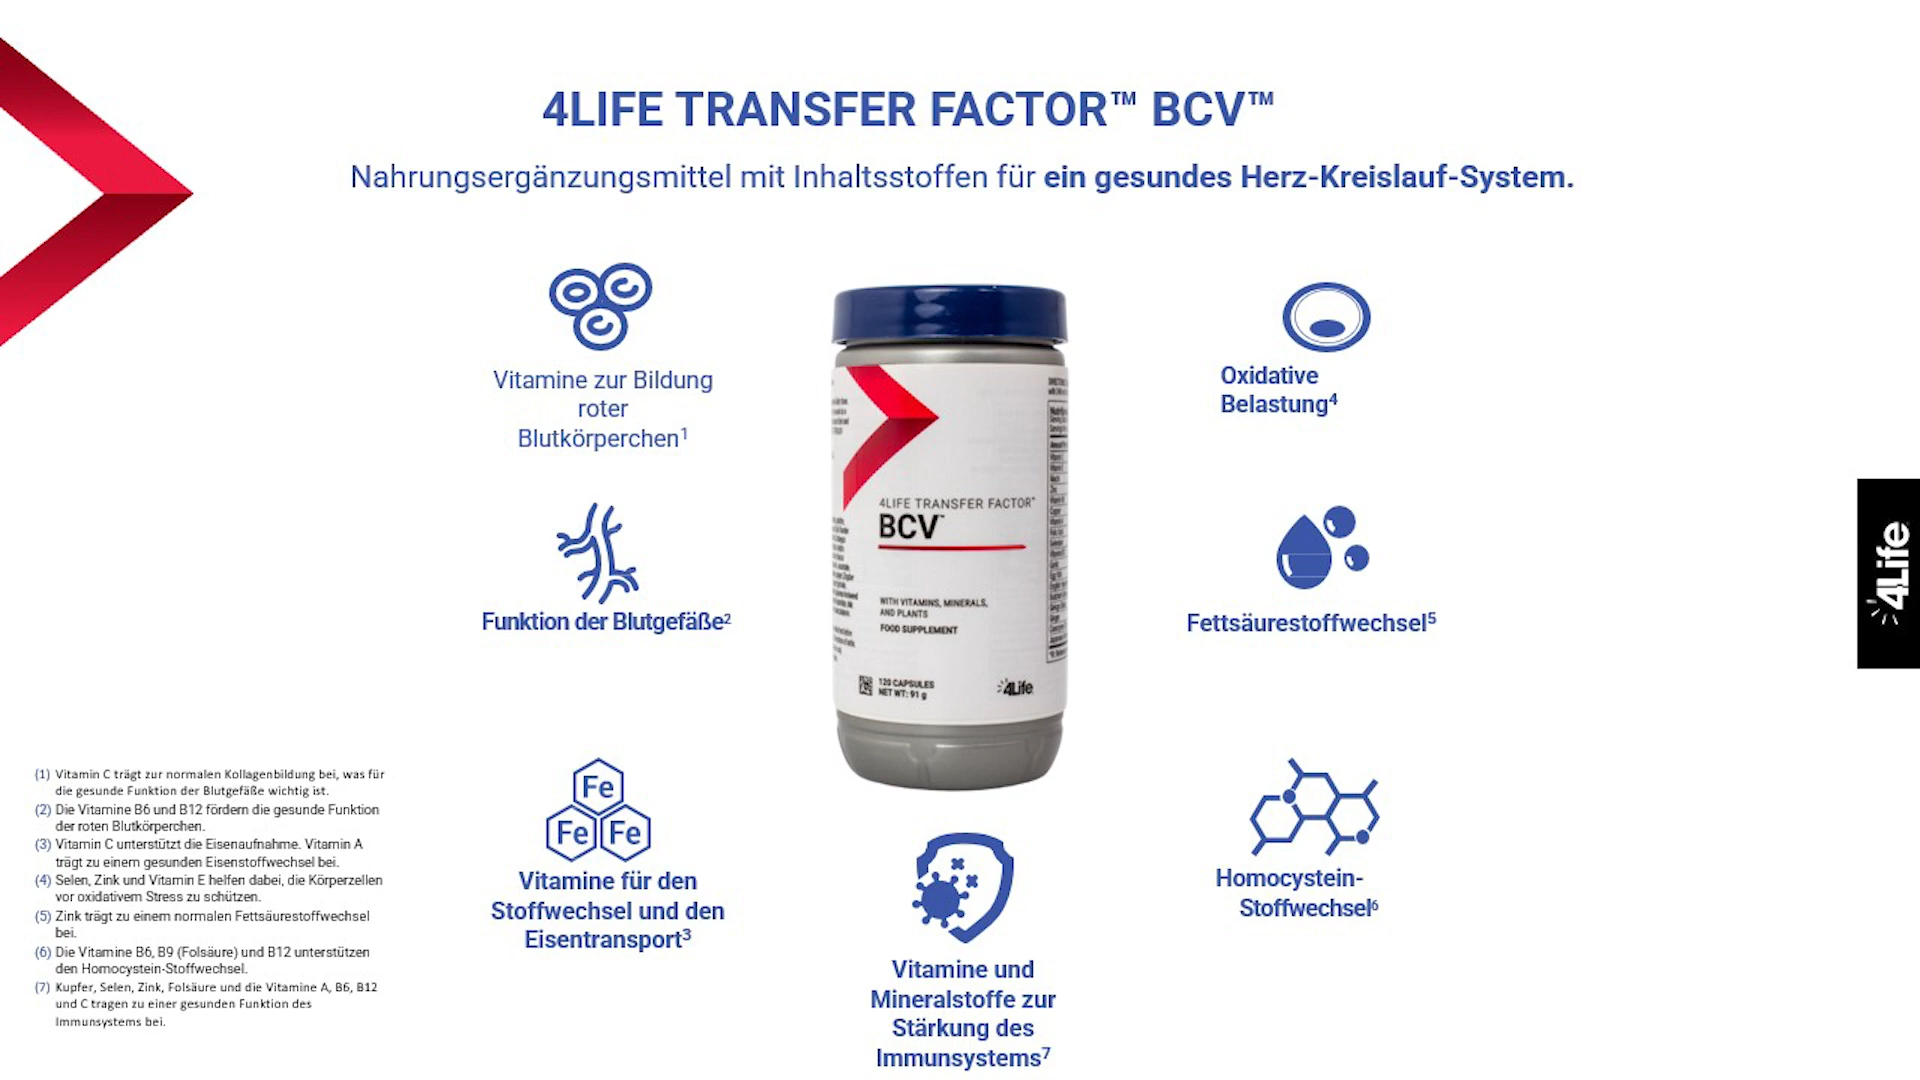 4LIFE TRANSFER FACTOR™ BCV™
Nahrungsergänzungsmittel mit Inhaltsstoffen für ein gesundes Herz-Kreislauf-System.
Vitamine zur Bildung
roter
Blutkörperchen¹
Funktion der Blutgefäße²
Fe
Fe Fe
Vitamine für den
Stoffwechsel und den
Eisentransport³
4LIFE TRANSFER FACTOR™
BCV™
WITH VITAMINS, MINERALS,
AND PLANTS
FOOD SUPPLEMENT
120 CAPSULES
NET WT: 91 g
4Life
Vitamine und
Mineralstoffe zur
Stärkung des
Immunsystems⁷
Oxidative
Belastung⁴
Fettsäurestoffwechsel⁵
Homocystein-
Stoffwechsel⁶
4Life
(1) Vitamin C trägt zur normalen Kollagenbildung bei, was für
die gesunde Funktion der Blutgefäße wichtig ist.
(2) Die Vitamine B6 und B12 fördern die gesunde Funktion
der roten Blutkörperchen.
(3) Vitamin C unterstützt die Eisenaufnahme. Vitamin A
trägt zu einem gesunden Eisenstoffwechsel bei.
(4) Selen, Zink und Vitamin E helfen dabei, die Körperzellen
vor oxidativem Stress zu schützen.
(5) Zink trägt zu einem normalen Fettsäurestoffwechsel
bei.
(6) Die Vitamine B6, B9 (Folsäure) und B12 unterstützen
den Homocystein-Stoffwechsel.
(7) Kupfer, Selen, Zink, Folsäure und die Vitamine A, B6, B12
und C tragen zu einer gesunden Funktion des
Immunsystems bei.